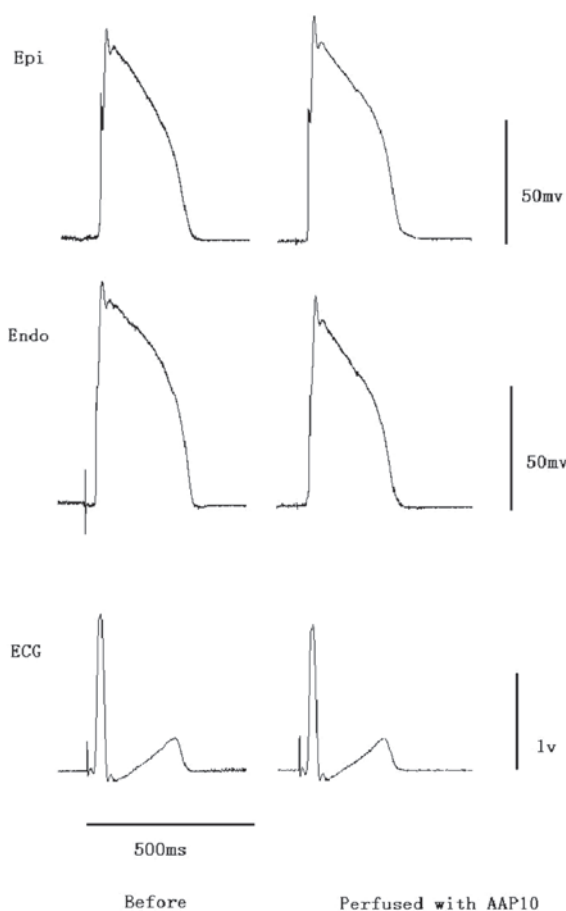 Epi
50mv
Endo
50mv
ECG
1v
500ms
Before Perfused with AAP10